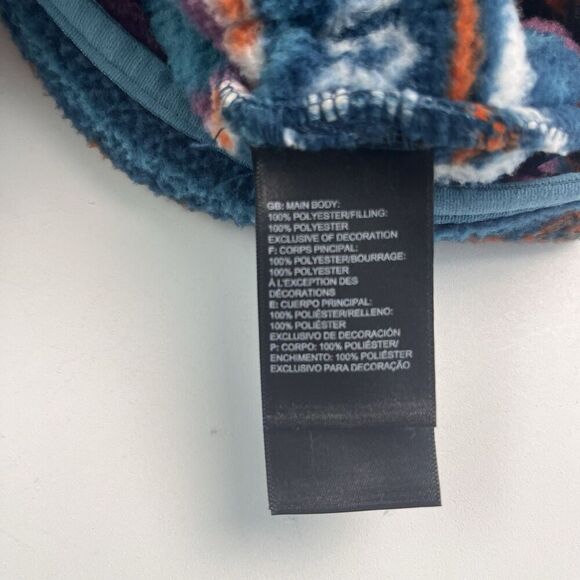 GB: MAIN BODY:
100% POLYESTER/FILLING:
100% POLYESTER
EXCLUSIVE OF DECORATION
F: CORPS PINCIPAL:
100% POLYESTER/BOURRAGE:
100% POLYESTER
À L'EXCEPTION DES
DÉCORATIONS
E: CUERPO PRINCIPAL:
100% POLIÉSTER/RELLENO:
100% POLIÉSTER
EXCLUSIVO DE DECORACIÓN
P: CORPO: 100% POLIÉSTER/
ENCHIMENTO: 100% POLIÉSTER
EXCLUSIVO PARA DECORAÇÃO